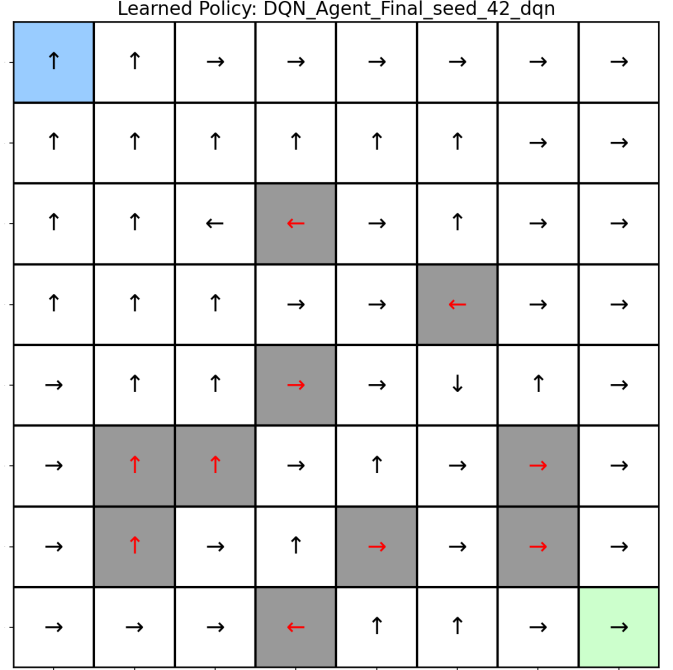 Learned Policy: DQN_Agent_Final_seed_42_dqn
↑ ↑ → → → → → →
↑ ↑ ↑ ↑ ↑ ↑ → →
↑ ↑ ← ← → ↑ → →
↑ ↑ ↑ → → ← → →
→ ↑ ↑ → → ↓ ↑ →
→ ↑ ↑ → ↑ → → →
→ ↑ → ↑ → → → →
→ → → ← ↑ ↑ → →